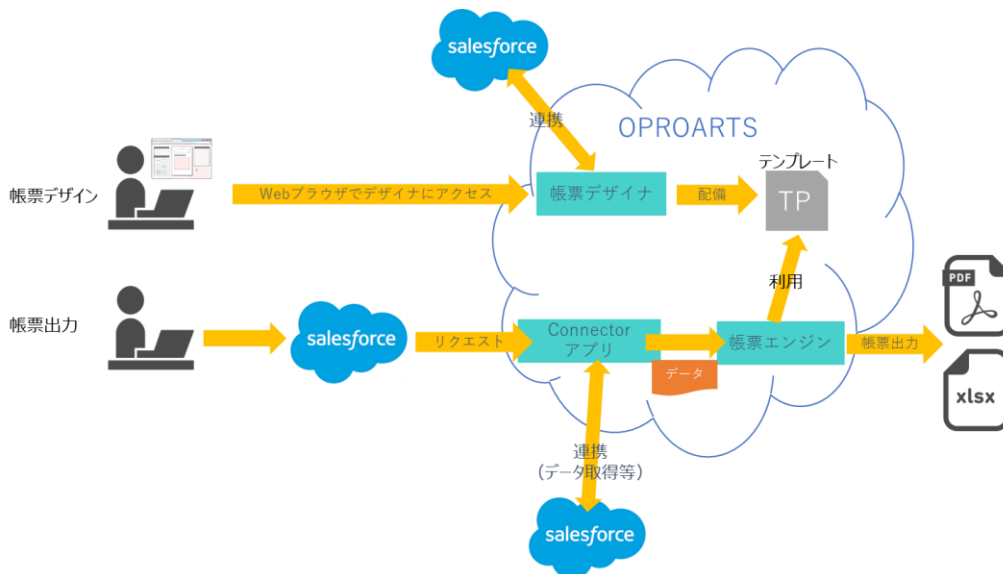 salesforce
連携
OPROARTS
テンプレート
帳票デザイン
Webブラウザでデザイナにアクセス
帳票デザイナ
配備
TP
利用
帳票出力
salesforce
リクエスト
Connector
アプリ
データ
帳票エンジン
帳票出力
PDF
xlsx
連携
(データ取得等)
salesforce